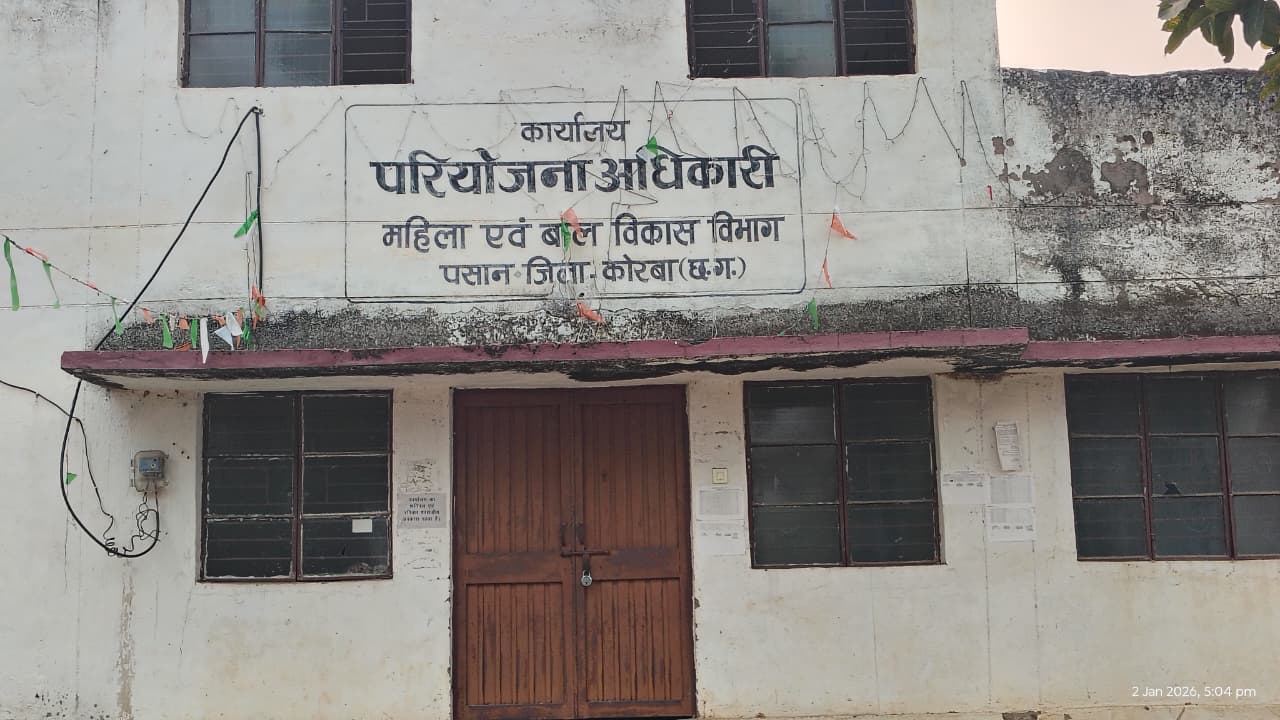 कार्यालय
परियोजना अधिकारी
महिला एवं बाल विकास विभाग
पसान जिला- कोरबा (छ.ग.)
2 Jan 2026, 5:04 pm